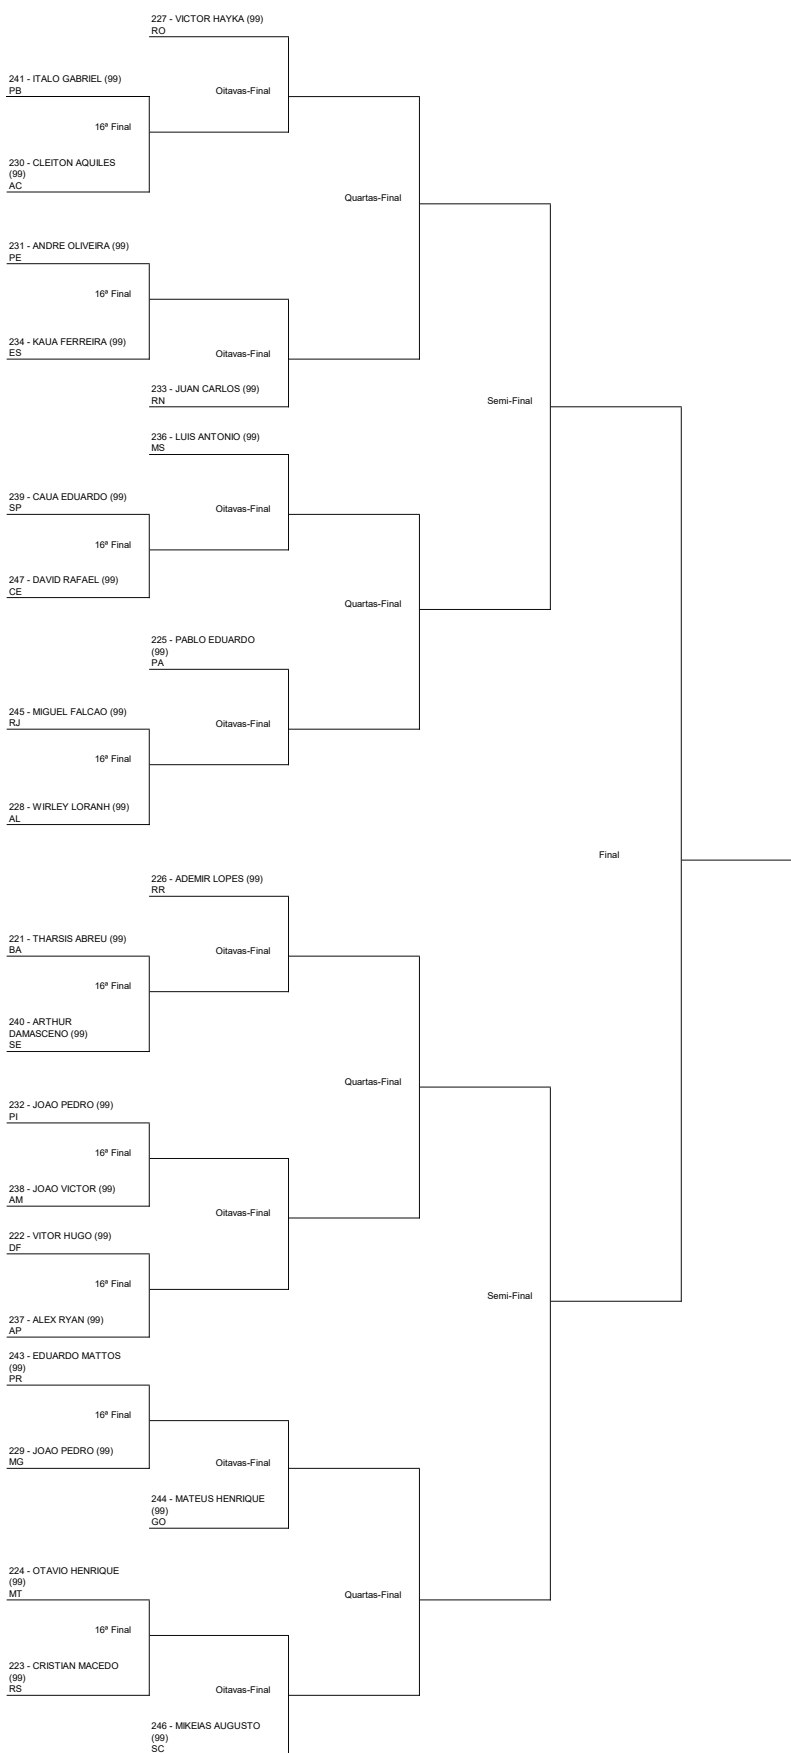 227 - VICTOR HAYKA (99)
RO
241 - ITALO GABRIEL (99)
PB
Oitavas-Final
16ª Final
230 - CLEITON AQUILES
(99)
AC
Quartas-Final
231 - ANDRE OLIVEIRA (99)
PE
16ª Final
234 - KAUA FERREIRA (99)
ES
Oitavas-Final
233 - JUAN CARLOS (99)
RN
Semi-Final
236 - LUIS ANTONIO (99)
MS
239 - CAUA EDUARDO (99)
SP
Oitavas-Final
16ª Final
247 - DAVID RAFAEL (99)
CE
Quartas-Final
225 - PABLO EDUARDO
(99)
PA
245 - MIGUEL FALCAO (99)
RJ
Oitavas-Final
16ª Final
228 - WIRLEY LORANH (99)
AL
Final
226 - ADEMIR LOPES (99)
RR
221 - THARSIS ABREU (99)
BA
Oitavas-Final
16ª Final
240 - ARTHUR
DAMASCENO (99)
SE
Quartas-Final
232 - JOAO PEDRO (99)
PI
16ª Final
238 - JOAO VICTOR (99)
AM
Oitavas-Final
222 - VITOR HUGO (99)
DF
16ª Final
Semi-Final
237 - ALEX RYAN (99)
AP
243 - EDUARDO MATTOS
(99)
PR
16ª Final
229 - JOAO PEDRO (99)
MG
Oitavas-Final
244 - MATEUS HENRIQUE
(99)
GO
224 - OTAVIO HENRIQUE
(99)
MT
Quartas-Final
16ª Final
223 - CRISTIAN MACEDO
(99)
RS
Oitavas-Final
246 - MIKEIAS AUGUSTO
(99)
SC